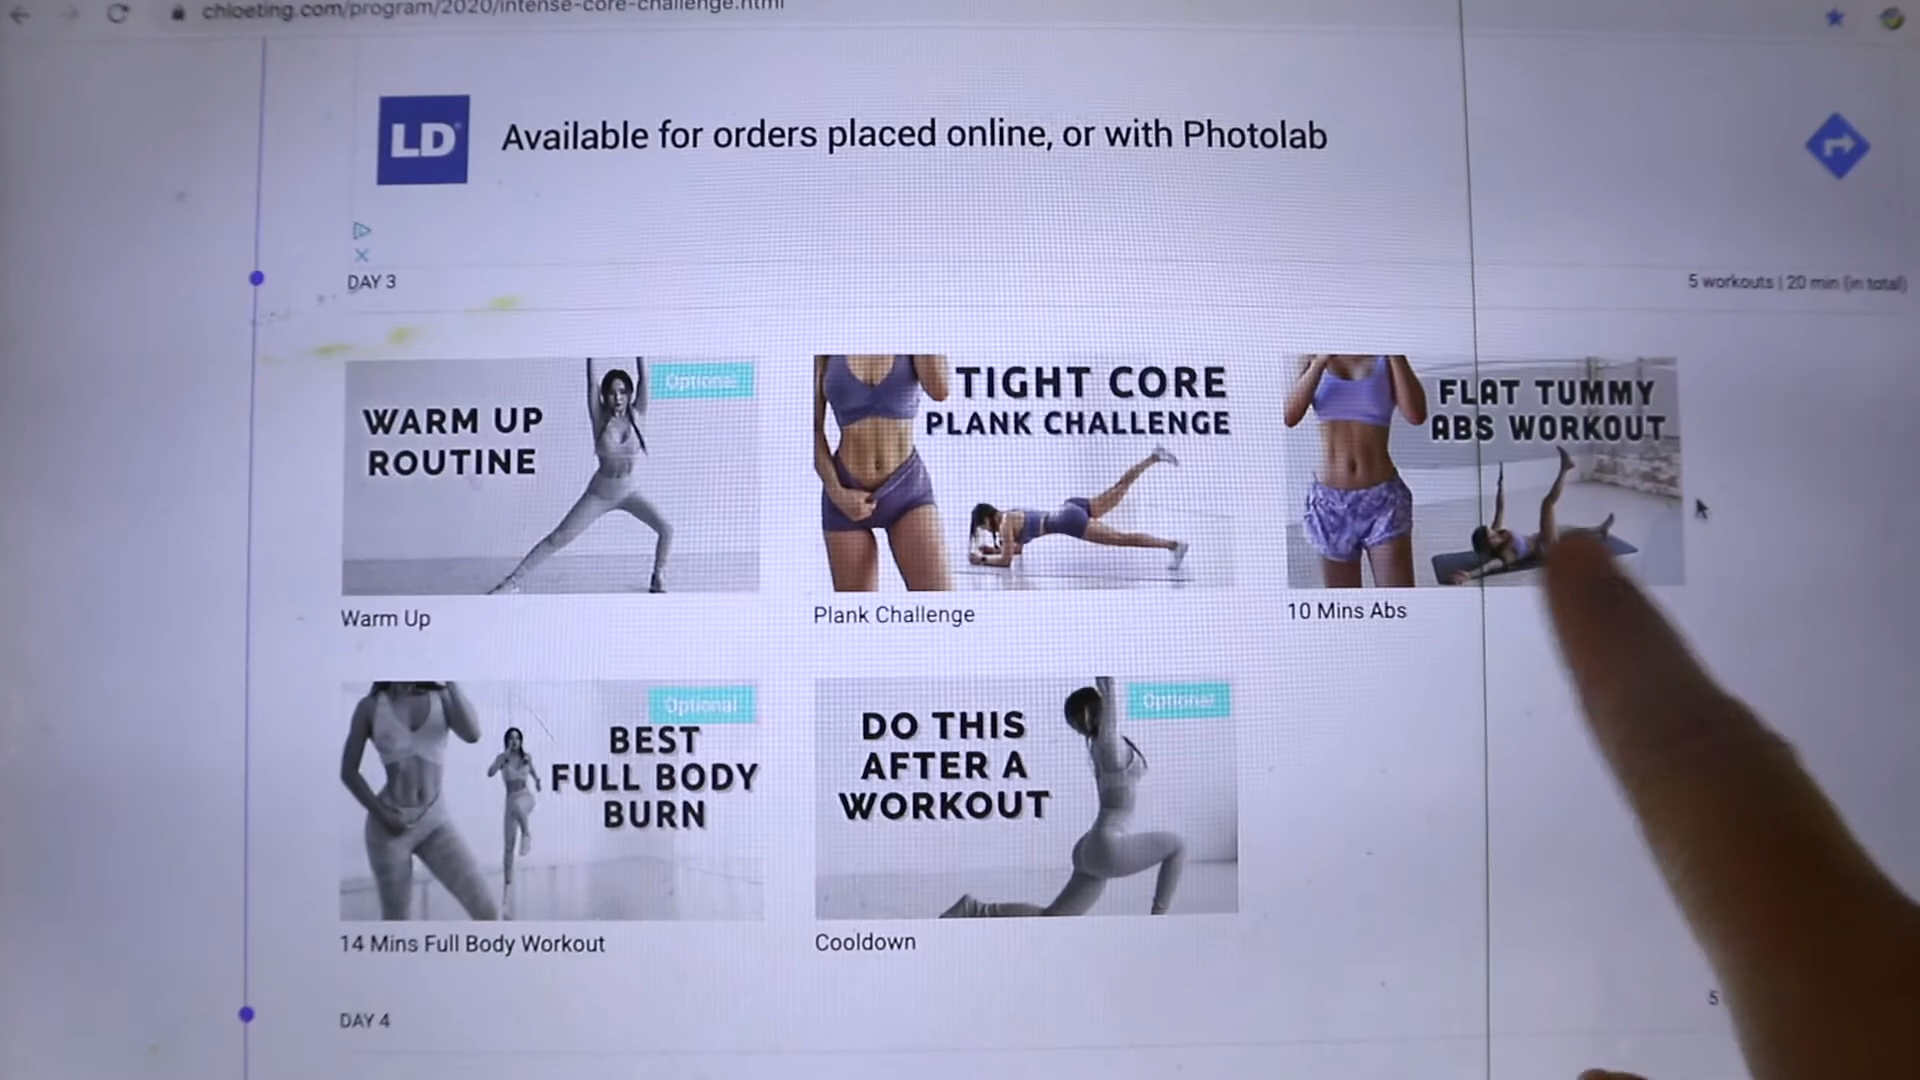 chloeting.com/program/2020/intense-core-challenge.html
LD
Available for orders placed online, or with Photolab
DAY 3
5 workouts | 20 min (in total)
WARM UP
ROUTINE
Optional
Warm Up
TIGHT CORE
PLANK CHALLENGE
Plank Challenge
FLAT TUMMY
ABS WORKOUT
10 Mins Abs
Optional
BEST
FULL BODY
BURN
14 Mins Full Body Workout
Optional
DO THIS
AFTER A
WORKOUT
Cooldown
DAY 4
5